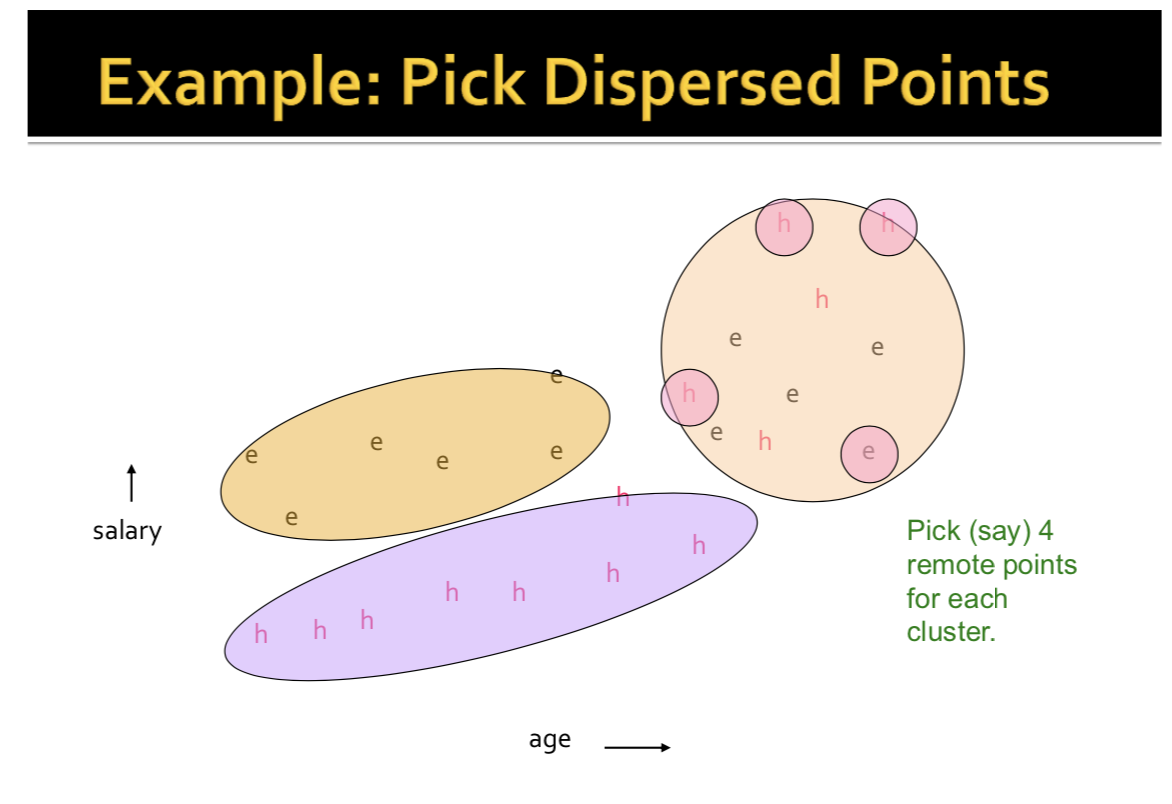 Example: Pick Dispersed Points
h h
h
e e
e
h e
e h e
e
e e e e
e
h
h
h
h h
h h h
salary
Pick (say) 4
remote points
for each
cluster.
age